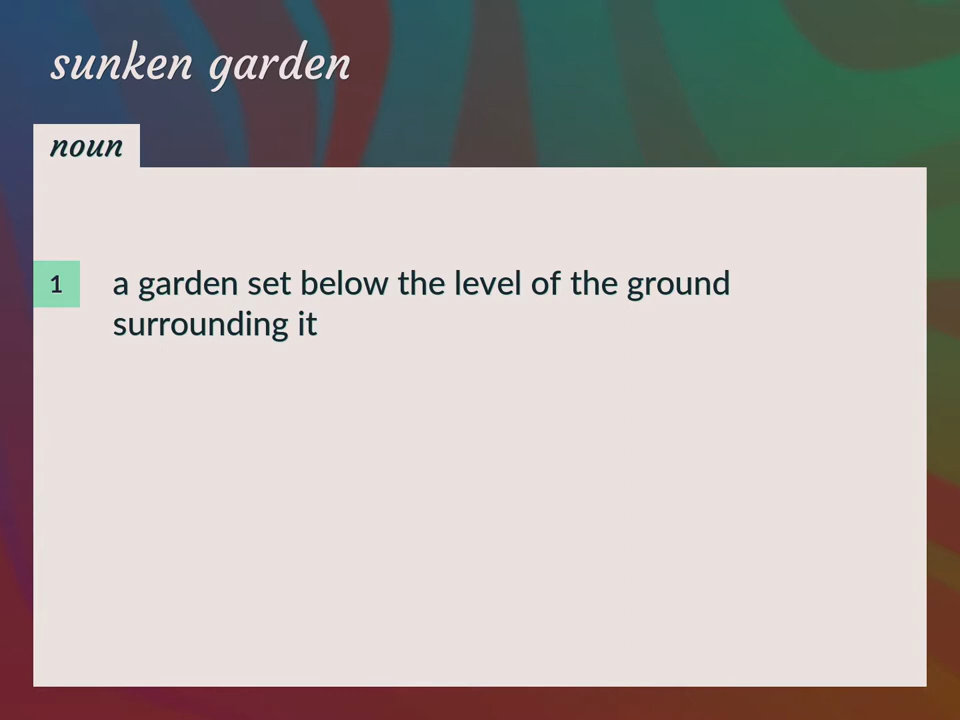 sunken garden
noun
1
a garden set below the level of the ground
surrounding it